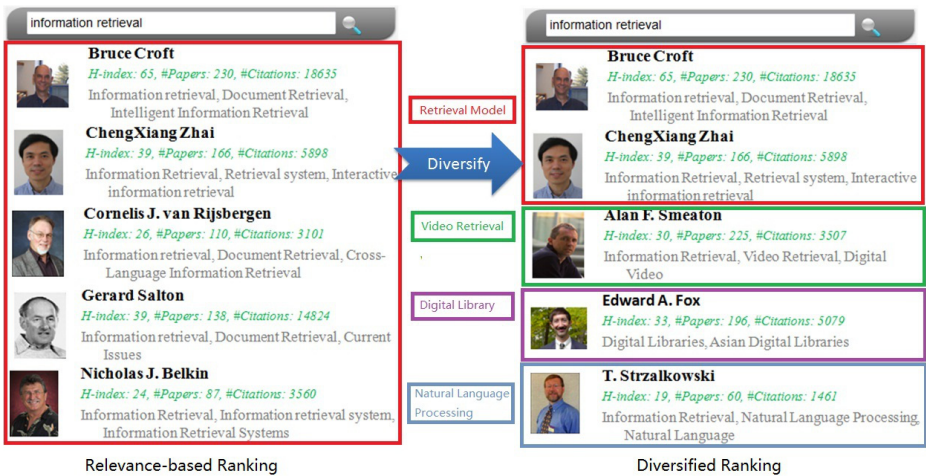 information retrieval
Bruce Croft
H-index: 65, #Papers: 230, #Citations: 18635
Information retrieval, Document Retrieval,
Intelligent Information Retrieval
ChengXiang Zhai
H-index: 39, #Papers: 166, #Citations: 5898
Information Retrieval, Retrieval system, Interactive
information retrieval
Cornelis J. van Rijsbergen
H-index: 26, #Papers: 110, #Citations: 3101
Information retrieval, Document Retrieval, Cross-
Language Information Retrieval
Gerard Salton
H-index: 39, #Papers: 138, #Citations: 14824
Information retrieval, Document Retrieval, Current
Issues
Nicholas J. Belkin
H-index: 24, #Papers: 87, #Citations: 3560
Information Retrieval, Information retrieval system,
Information Retrieval Systems
Relevance-based Ranking
Retrieval Model
Diversify
Video Retrieval
Digital Library
Natural Language
Processing
information retrieval
Bruce Croft
H-index: 65, #Papers: 230, #Citations: 18635
Information retrieval, Document Retrieval,
Intelligent Information Retrieval
ChengXiang Zhai
H-index: 39, #Papers: 166, #Citations: 5898
Information Retrieval, Retrieval system, Interactive
information retrieval
Alan F. Smeaton
H-index: 30, #Papers: 225, #Citations: 3507
Information Retrieval, Video Retrieval, Digital
Video
Edward A. Fox
H-index: 33, #Papers: 196, #Citations: 5079
Digital Libraries, Asian Digital Libraries
T. Strzalkowski
H-index: 19, #Papers: 60, #Citations: 1461
Information Retrieval, Natural Language Processing,
Natural Language
Diversified Ranking